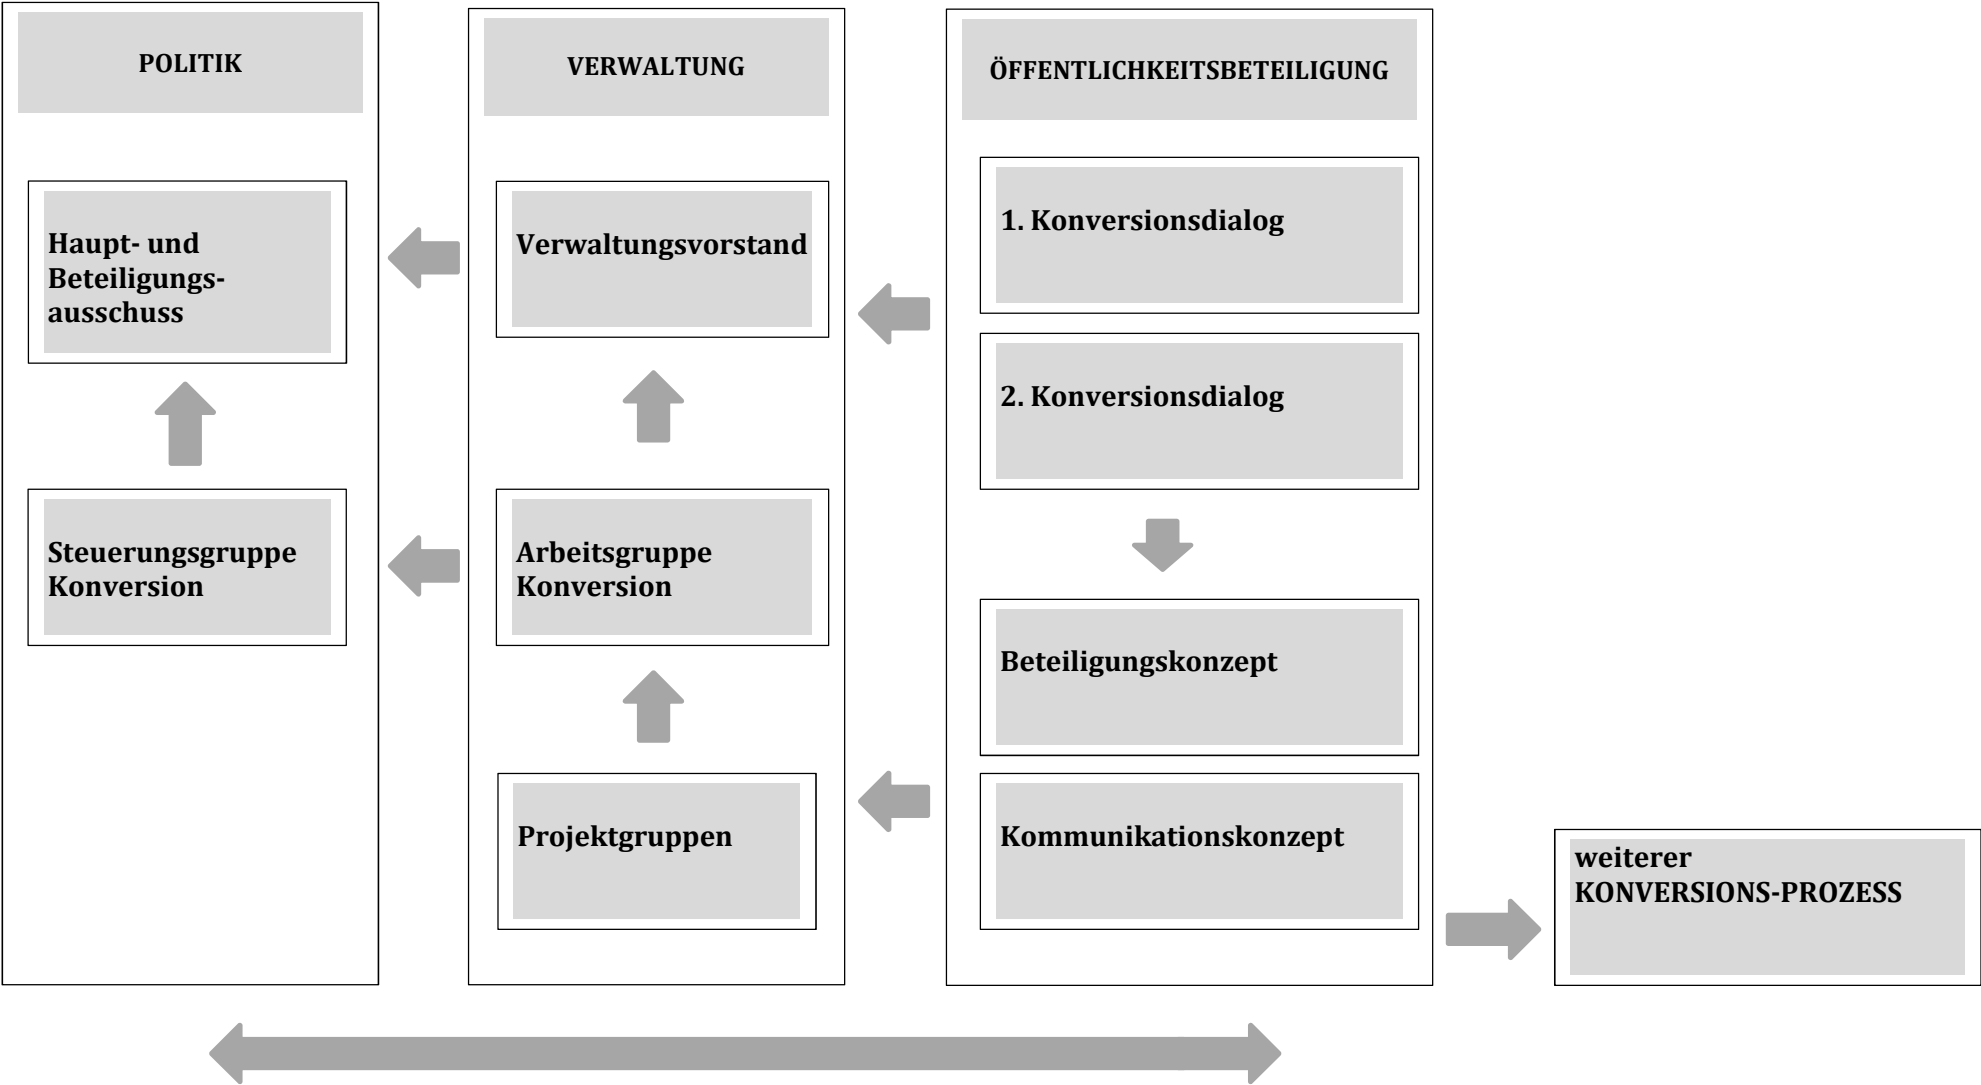 POLITIK
Haupt- und
Beteiligungs-
ausschuss
Steuerungsgruppe
Konversion
VERWALTUNG
Verwaltungsvorstand
Arbeitsgruppe
Konversion
Projektgruppen
ÖFFENTLICHKEITSBETEILIGUNG
1. Konversionsdialog
2. Konversionsdialog
Beteiligungskonzept
Kommunikationskonzept
weiterer
KONVERSIONS-PROZESS